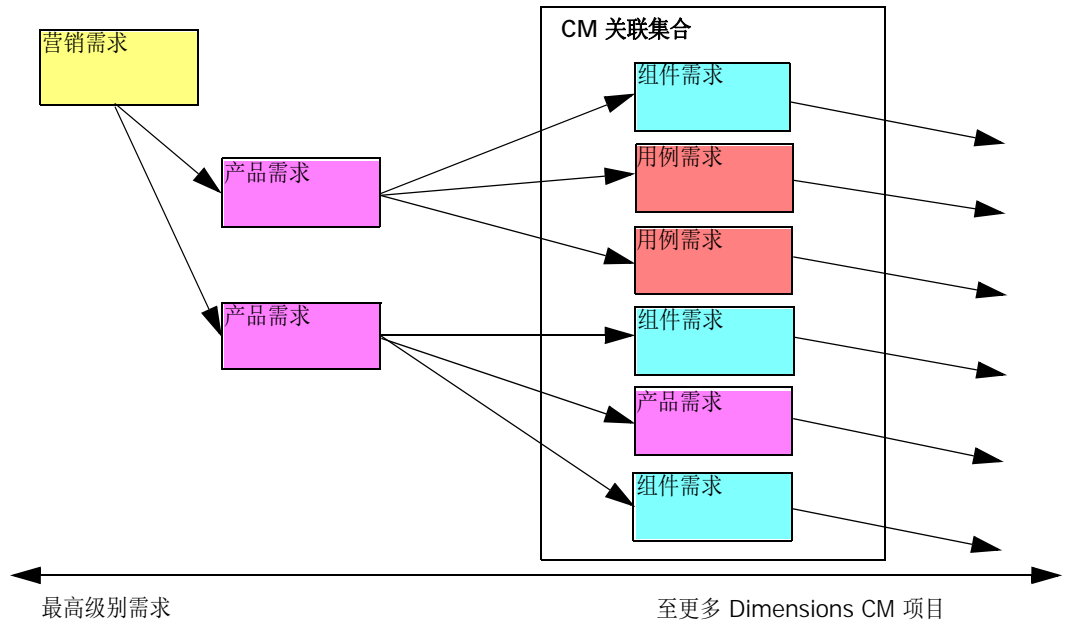 营销需求
CM 关联集合
组件需求
用例需求
产品需求
用例需求
产品需求
组件需求
产品需求
组件需求
最高级别需求
至更多 Dimensions CM 项目